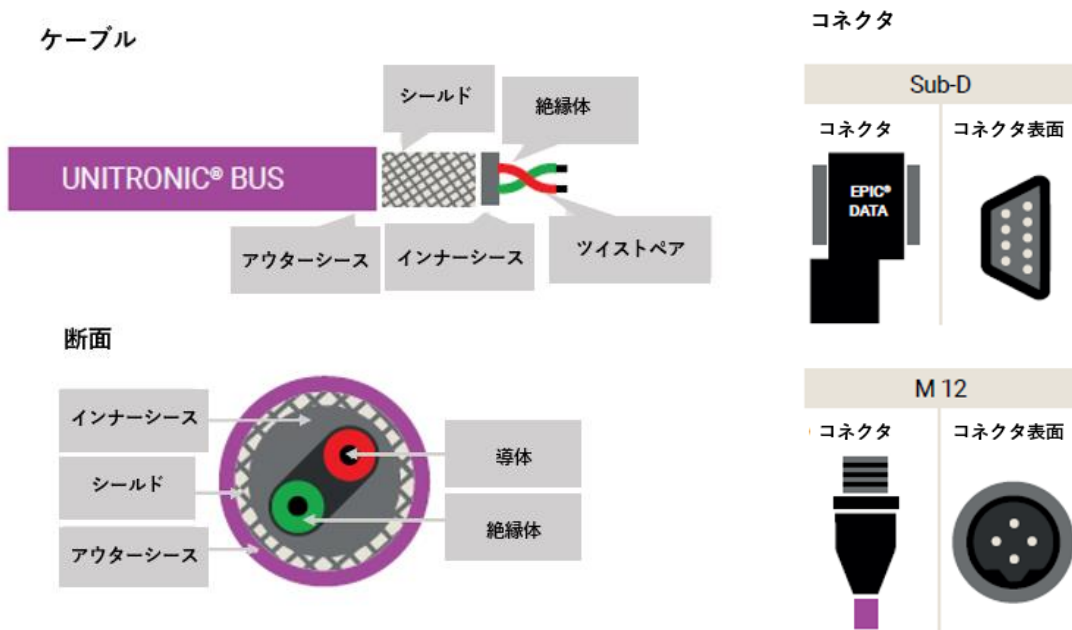 ケーブル
シールド
絶縁体
UNITRONIC® BUS
アウターシース
インナーシース
ツイストペア
断面
インナーシース
シールド
アウターシース
導体
絶縁体
コネクタ
Sub-D
コネクタ
コネクタ表面
EPIC®
DATA
M 12
コネクタ
コネクタ表面